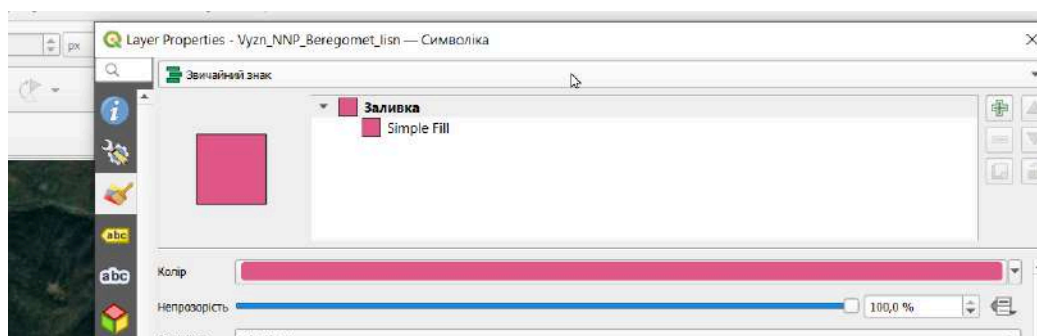 px
Layer Properties - Vyzn_NNP_Beregomet_lisn — Символіка
Звичайний знак
Заливка
Simple Fill
abc
abc
Колір
Непрозорість
100,0 %